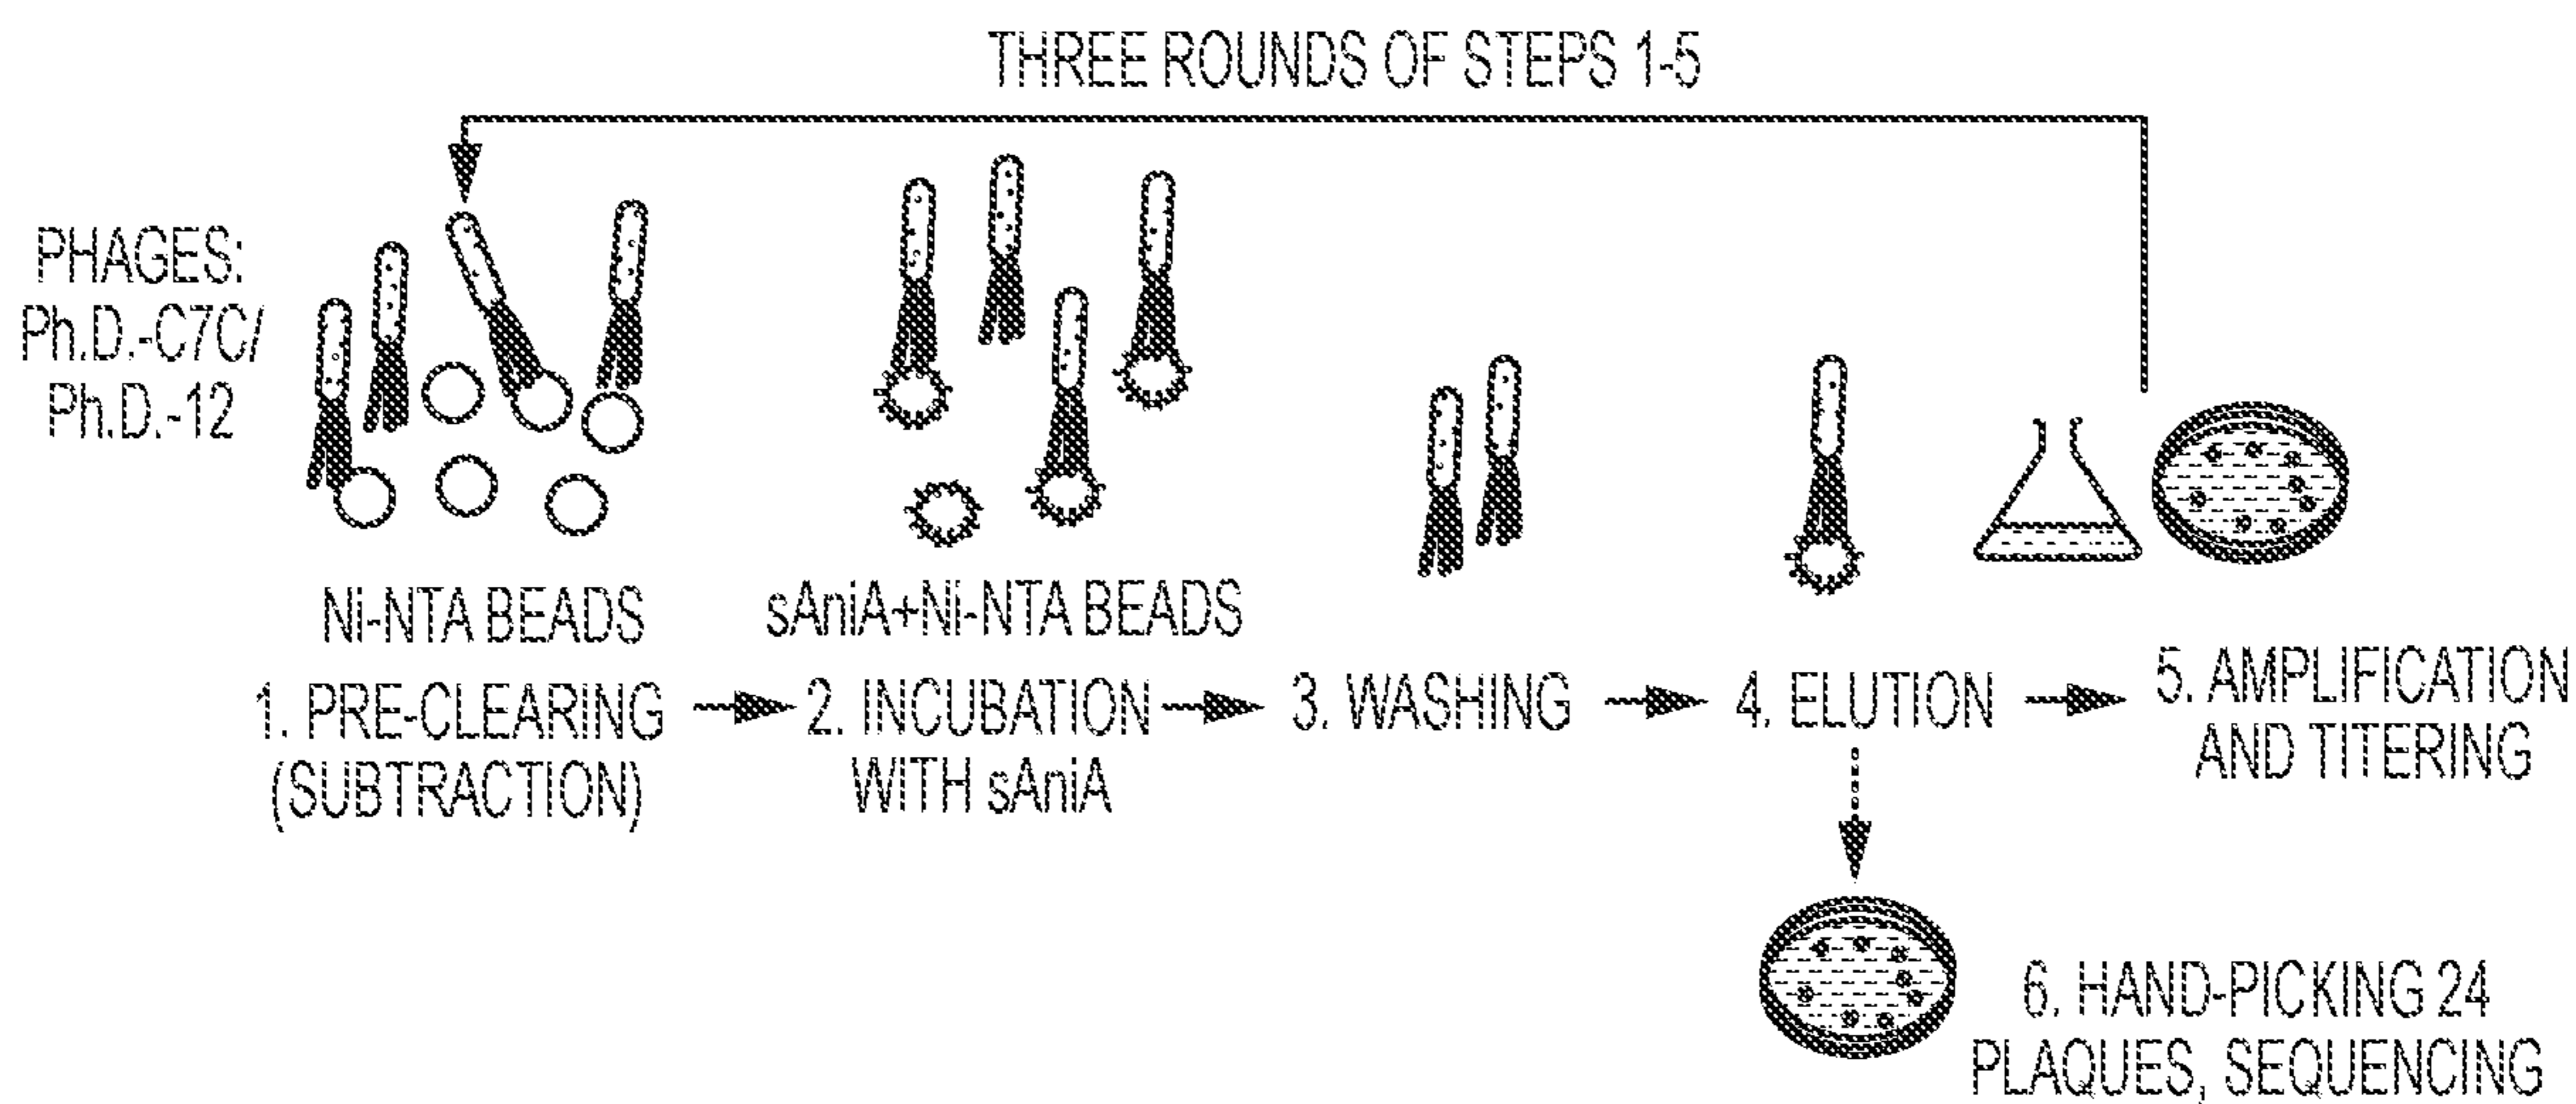 THREE ROUNDS OF STEPS 1-5
PHAGES:
Ph.D.-C7C/
Ph.D.-12
Ni-NTA BEADS
sAniA+Ni-NTA BEADS
1. PRE-CLEARING
(SUBTRACTION)
2. INCUBATION
WITH sAniA
3. WASHING
4. ELUTION
5. AMPLIFICATION
AND TITERING
6. HAND-PICKING 24
PLAQUES, SEQUENCING